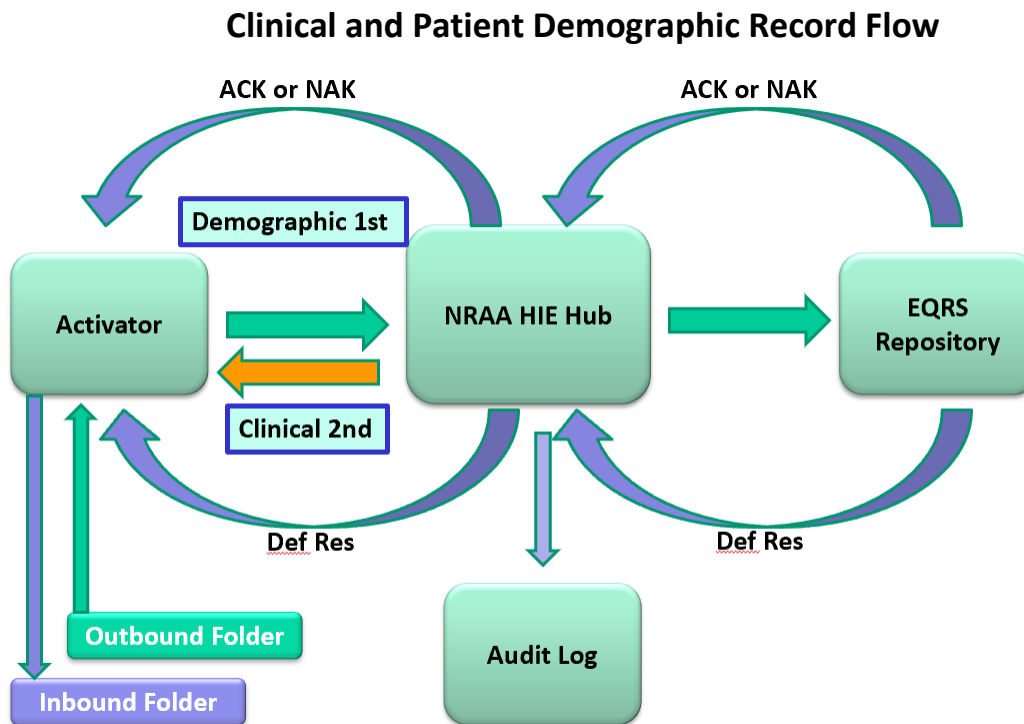 Clinical and Patient Demographic Record Flow
ACK or NAK
ACK or NAK
Demographic 1st
Activator
NRAA HIE Hub
EQRS
Repository
Clinical 2nd
Def Res
Def Res
Outbound Folder
Audit Log
Inbound Folder